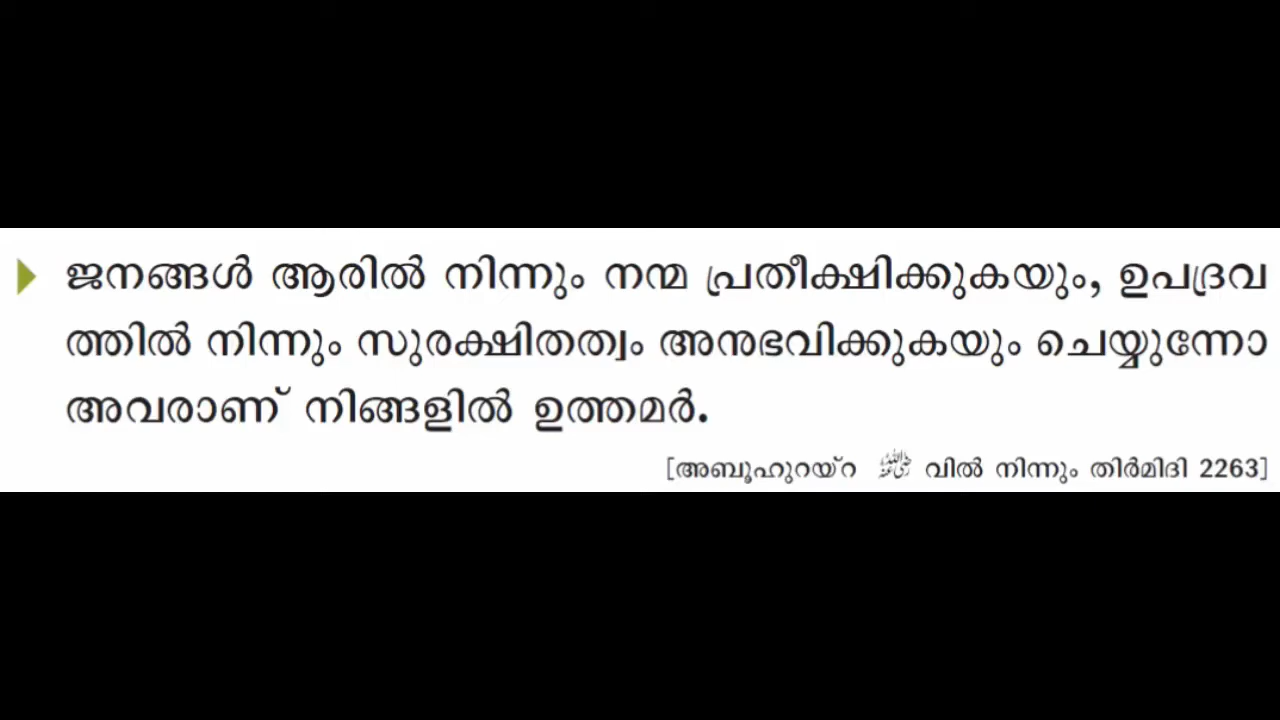 ജനങ്ങൾ ആരിൽ നിന്നും നന്മ പ്രതീക്ഷിക്കുകയും, ഉപദ്രവ
ത്തിൽ നിന്നും സുരക്ഷിതത്വം അനുഭവിക്കുകയും ചെയ്യുന്നോ
അവരാണ് നിങ്ങളിൽ ഉത്തമർ.
[അബൂഹുറയ്റ ﵁ വിൽ നിന്നും തിർമിദി 2263]